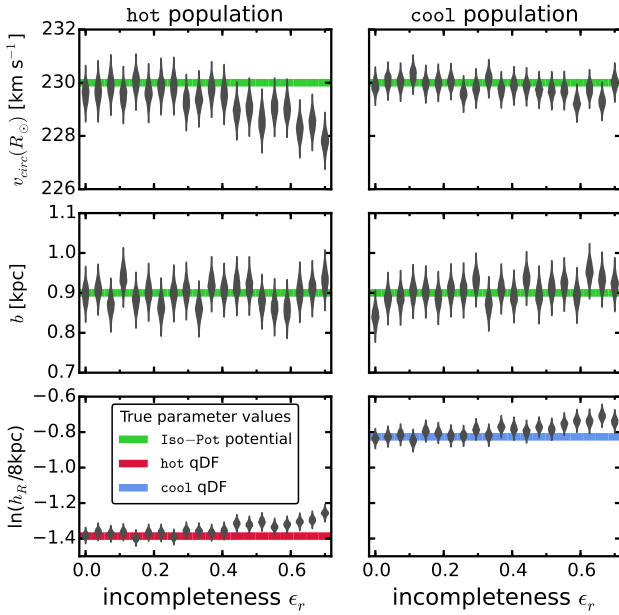 hot population
cool population
232
230
228
226
v_circ(R_⊙) [km s⁻¹]
1.1
1.0
0.9
0.8
0.7
b [kpc]
−0.6
−0.8
−1.0
−1.2
−1.4
ln(h_R/8kpc)
True parameter values
Iso−Pot potential
hot qDF
cool qDF
0.0 0.2 0.4 0.6
0.0 0.2 0.4 0.6
incompleteness ϵ_r
incompleteness ϵ_r